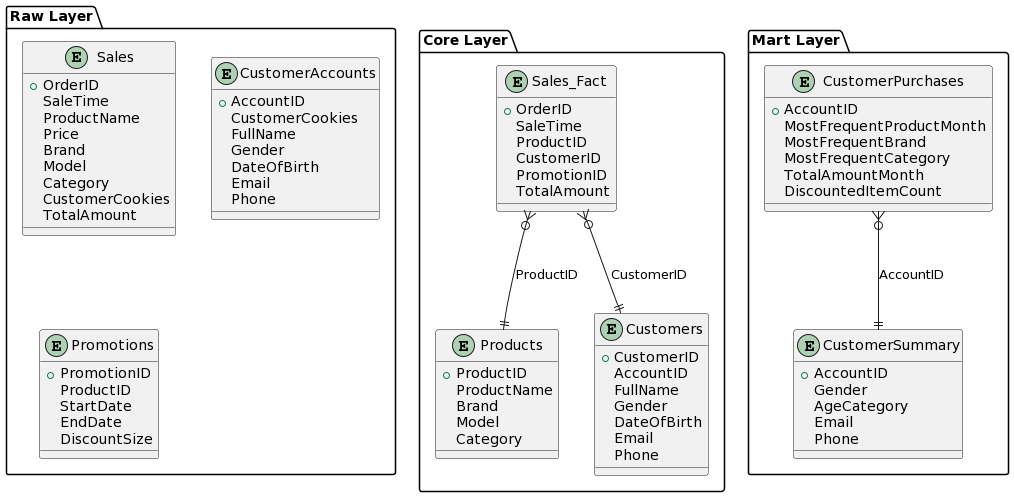 Raw Layer
E Sales
OrderID
SaleTime
ProductName
Price
Brand
Model
Category
CustomerCookies
TotalAmount
E CustomerAccounts
AccountID
CustomerCookies
FullName
Gender
DateOfBirth
Email
Phone
E Promotions
PromotionID
ProductID
StartDate
EndDate
DiscountSize
Core Layer
E Sales_Fact
OrderID
SaleTime
ProductID
CustomerID
PromotionID
TotalAmount
ProductID
CustomerID
E Products
ProductID
ProductName
Brand
Model
Category
E Customers
CustomerID
AccountID
FullName
Gender
DateOfBirth
Email
Phone
Mart Layer
E CustomerPurchases
AccountID
MostFrequentProductMonth
MostFrequentBrand
MostFrequentCategory
TotalAmountMonth
DiscountedItemCount
AccountID
E CustomerSummary
AccountID
Gender
AgeCategory
Email
Phone